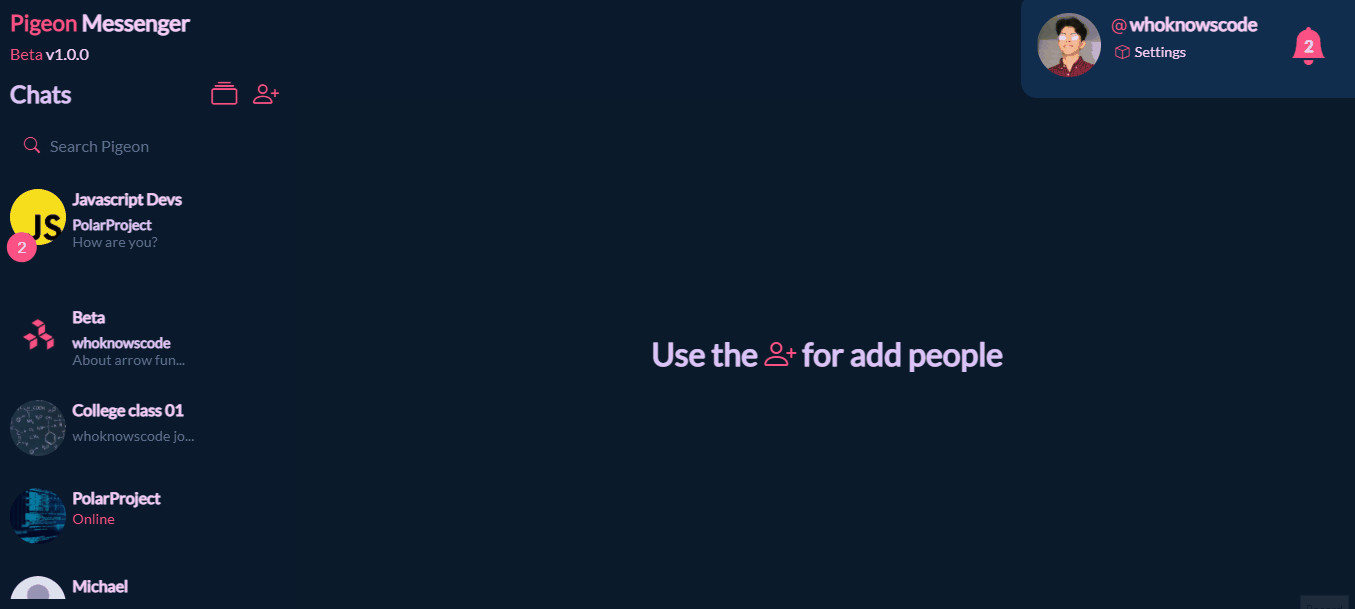 Pigeon Messenger
Beta v1.0.0
@whoknowscode
Settings
2
Chats
Search Pigeon
JS
2
Javascript Devs
PolarProject
How are you?
Beta
whoknowscode
About arrow fun...
College class 01
whoknowscode jo...
PolarProject
Online
Michael
Use the for add people